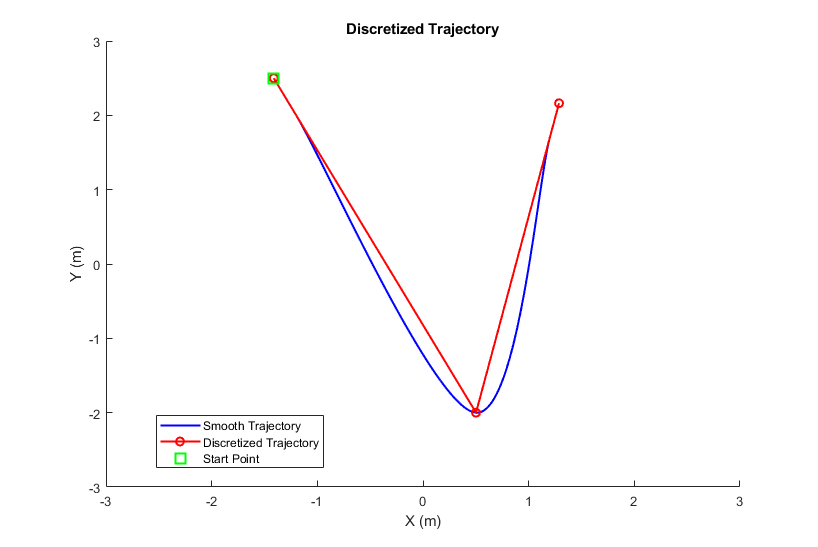 Discretized Trajectory
3
2
1
0
-1
-2
-3
Y (m)
-3
-2
-1
0
1
2
3
X (m)
Smooth Trajectory
Discretized Trajectory
Start Point